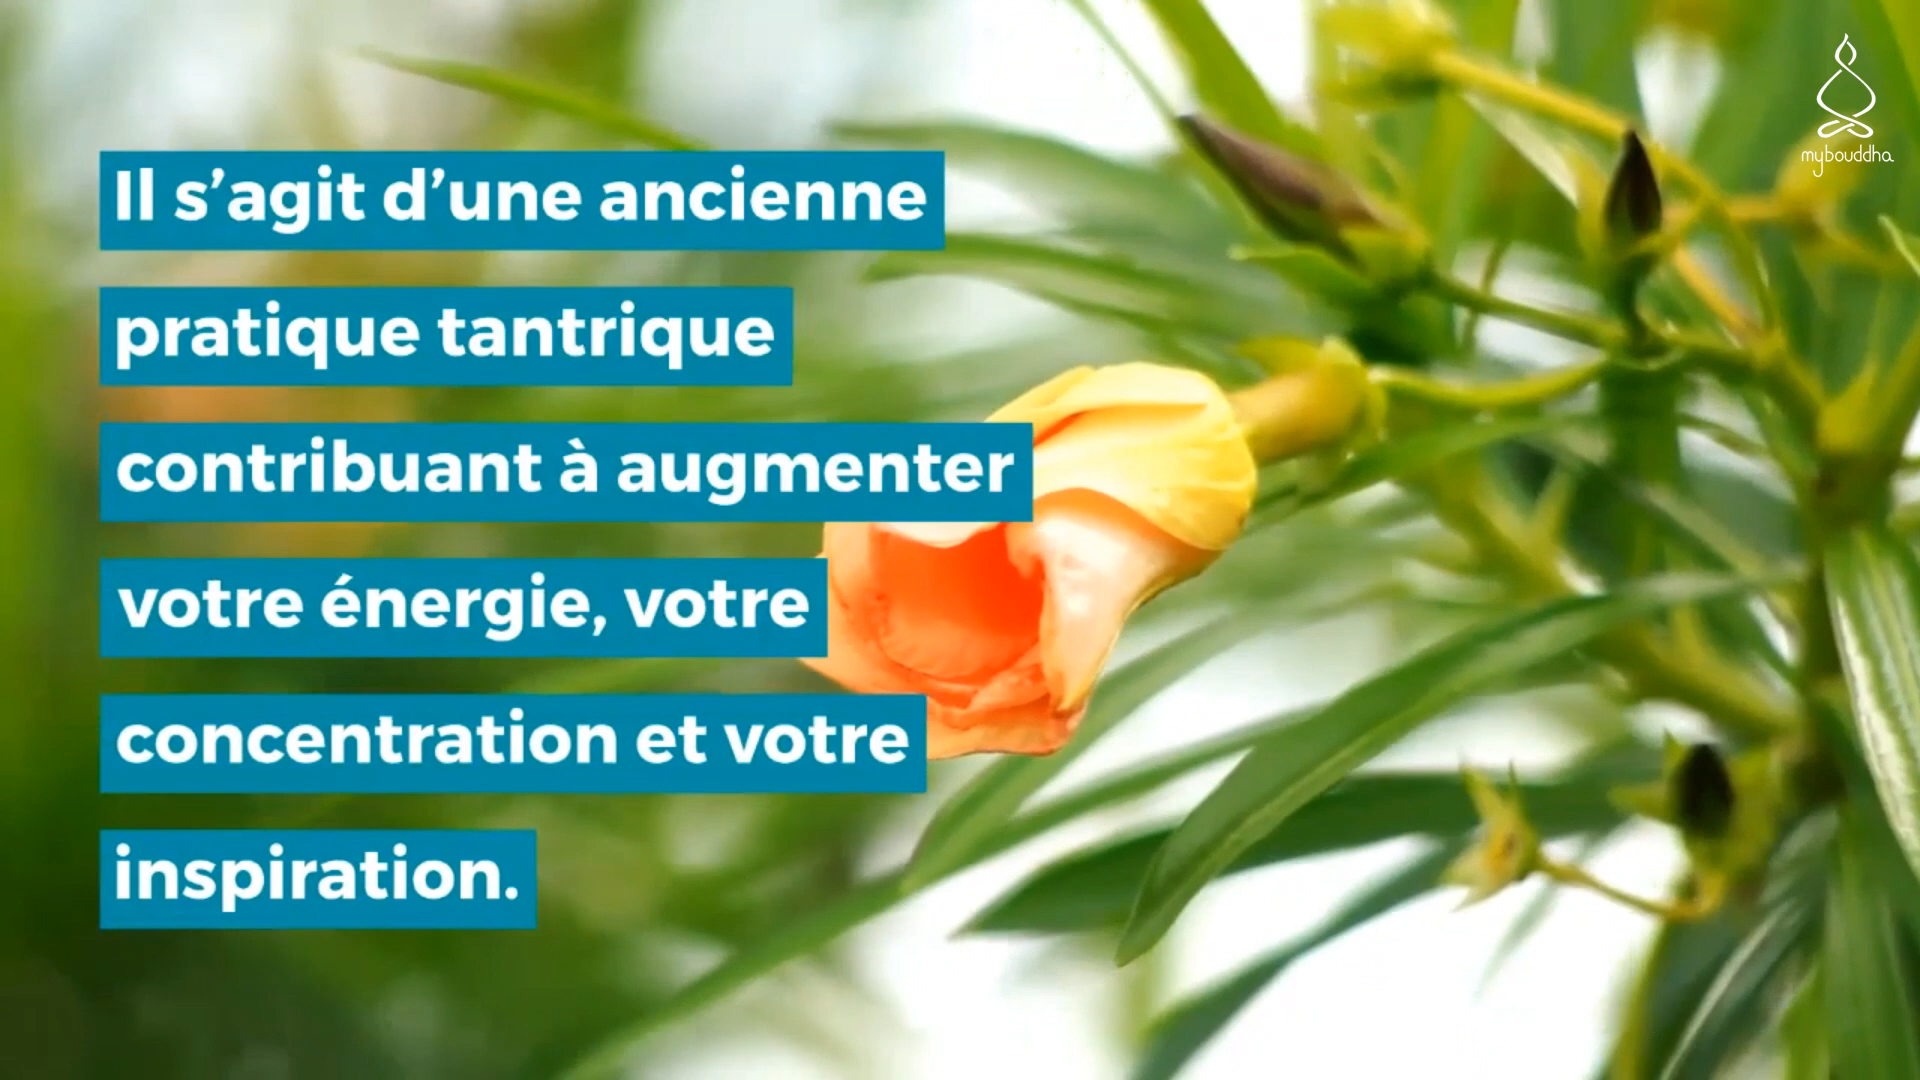 Il s’agit d’une ancienne
pratique tantrique
contribuant à augmenter
votre énergie, votre
concentration et votre
inspiration.
mybouddha